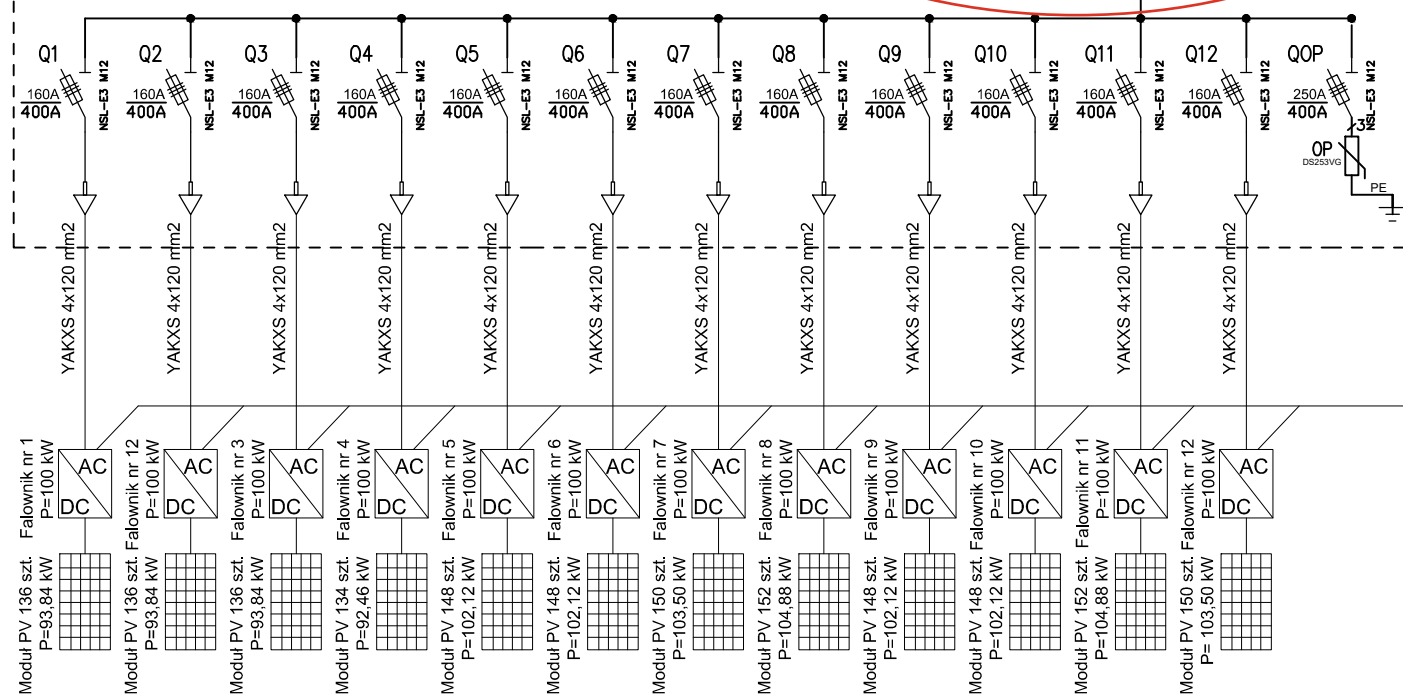 Q1
160A
400A
NSL-E3 M12
Q2
160A
400A
NSL-E3 M12
Q3
160A
400A
NSL-E3 M12
Q4
160A
400A
NSL-E3 M12
Q5
160A
400A
NSL-E3 M12
Q6
160A
400A
NSL-E3 M12
Q7
160A
400A
NSL-E3 M12
Q8
160A
400A
NSL-E3 M12
Q9
160A
400A
NSL-E3 M12
Q10
160A
400A
NSL-E3 M12
Q11
160A
400A
NSL-E3 M12
Q12
160A
400A
NSL-E3 M12
QOP
250A
400A
NSL-E3 M12
3
OP
DS253VG
PE
YAKXS 4x120 mm2
YAKXS 4x120 mm2
YAKXS 4x120 mm2
YAKXS 4x120 mm2
YAKXS 4x120 mm2
YAKXS 4x120 mm2
YAKXS 4x120 mm2
YAKXS 4x120 mm2
YAKXS 4x120 mm2
YAKXS 4x120 mm2
YAKXS 4x120 mm2
YAKXS 4x120 mm2
Falownik nr 1
P=100 kW
AC
DC
Falownik nr 12
P=100 kW
AC
DC
Falownik nr 3
P=100 kW
AC
DC
Falownik nr 4
P=100 kW
AC
DC
Falownik nr 5
P=100 kW
AC
DC
Falownik nr 6
P=100 kW
AC
DC
Falownik nr 7
P=100 kW
AC
DC
Falownik nr 8
P=100 kW
AC
DC
Falownik nr 9
P=100 kW
AC
DC
Falownik nr 10
P=100 kW
AC
DC
Falownik nr 11
P=100 kW
AC
DC
Falownik nr 12
P=100 kW
AC
DC
Moduł PV 136 szt.
P=93,84 kW
Moduł PV 136 szt.
P=93,84 kW
Moduł PV 136 szt.
P=93,84 kW
Moduł PV 134 szt.
P=92,46 kW
Moduł PV 148 szt.
P=102,12 kW
Moduł PV 148 szt.
P=102,12 kW
Moduł PV 150 szt.
P=103,50 kW
Moduł PV 152 szt.
P=104,88 kW
Moduł PV 148 szt.
P=102,12 kW
Moduł PV 148 szt.
P=102,12 kW
Moduł PV 152 szt.
P=104,88 kW
Moduł PV 150 szt.
P= 103,50 kW